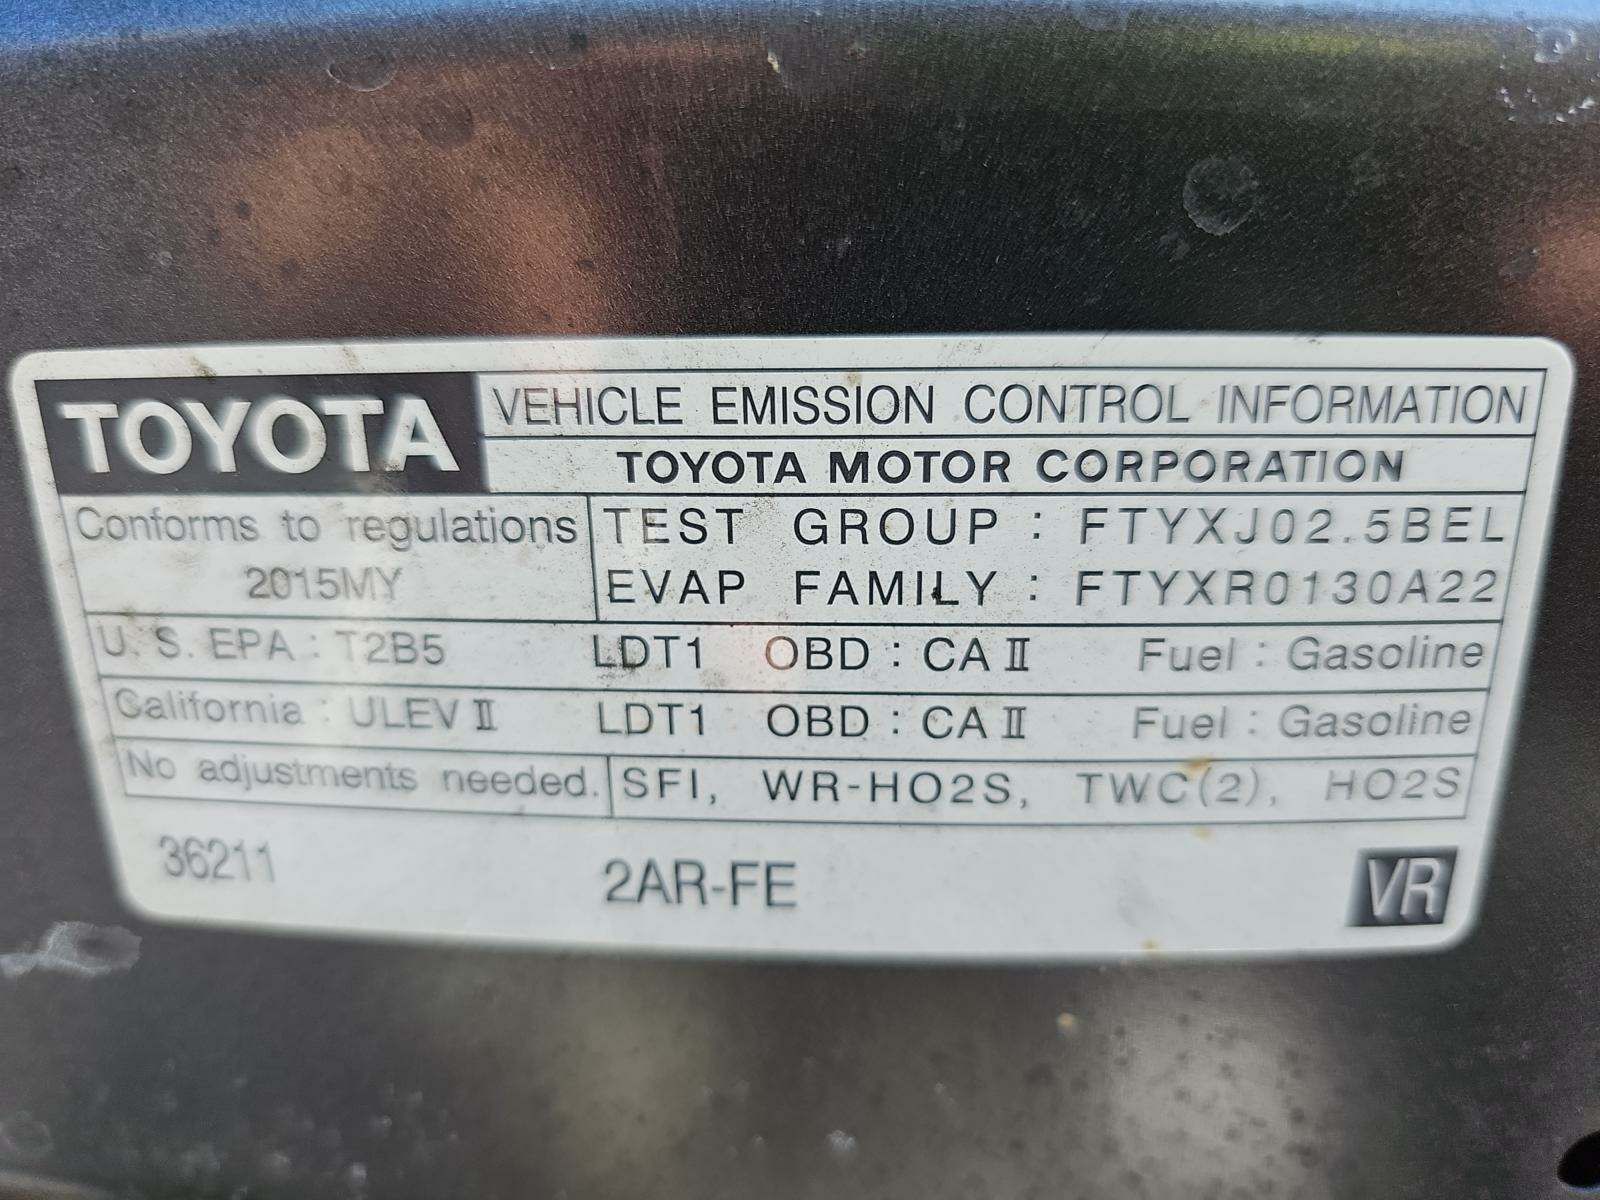 TOYOTA VEHICLE EMISSION CONTROL INFORMATION
TOYOTA MOTOR CORPORATION
Conforms to regulations TEST GROUP : FTYXJ02.5BEL
2015MY EVAP FAMILY : FTYXR0130A22
U. S. EPA : T2B5 LDT1 OBD : CA II Fuel : Gasoline
California : ULEV II LDT1 OBD : CA II Fuel : Gasoline
No adjustments needed. SFI, WR-HO2S, TWC(2), HO2S
36211 2AR-FE VR